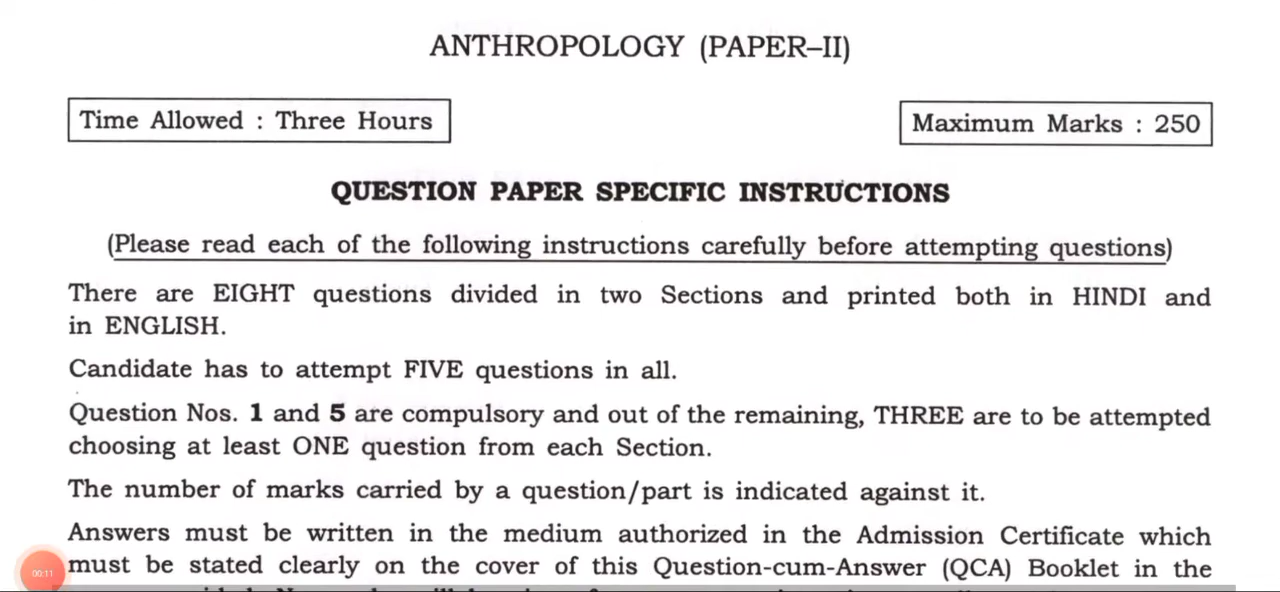 ANTHROPOLOGY (PAPER–II)
Time Allowed : Three Hours
Maximum Marks : 250
QUESTION PAPER SPECIFIC INSTRUCTIONS
(Please read each of the following instructions carefully before attempting questions)
There are EIGHT questions divided in two Sections and printed both in HINDI and
in ENGLISH.
Candidate has to attempt FIVE questions in all.
Question Nos. 1 and 5 are compulsory and out of the remaining, THREE are to be attempted
choosing at least ONE question from each Section.
The number of marks carried by a question/part is indicated against it.
Answers must be written in the medium authorized in the Admission Certificate which
must be stated clearly on the cover of this Question-cum-Answer (QCA) Booklet in the
00:11